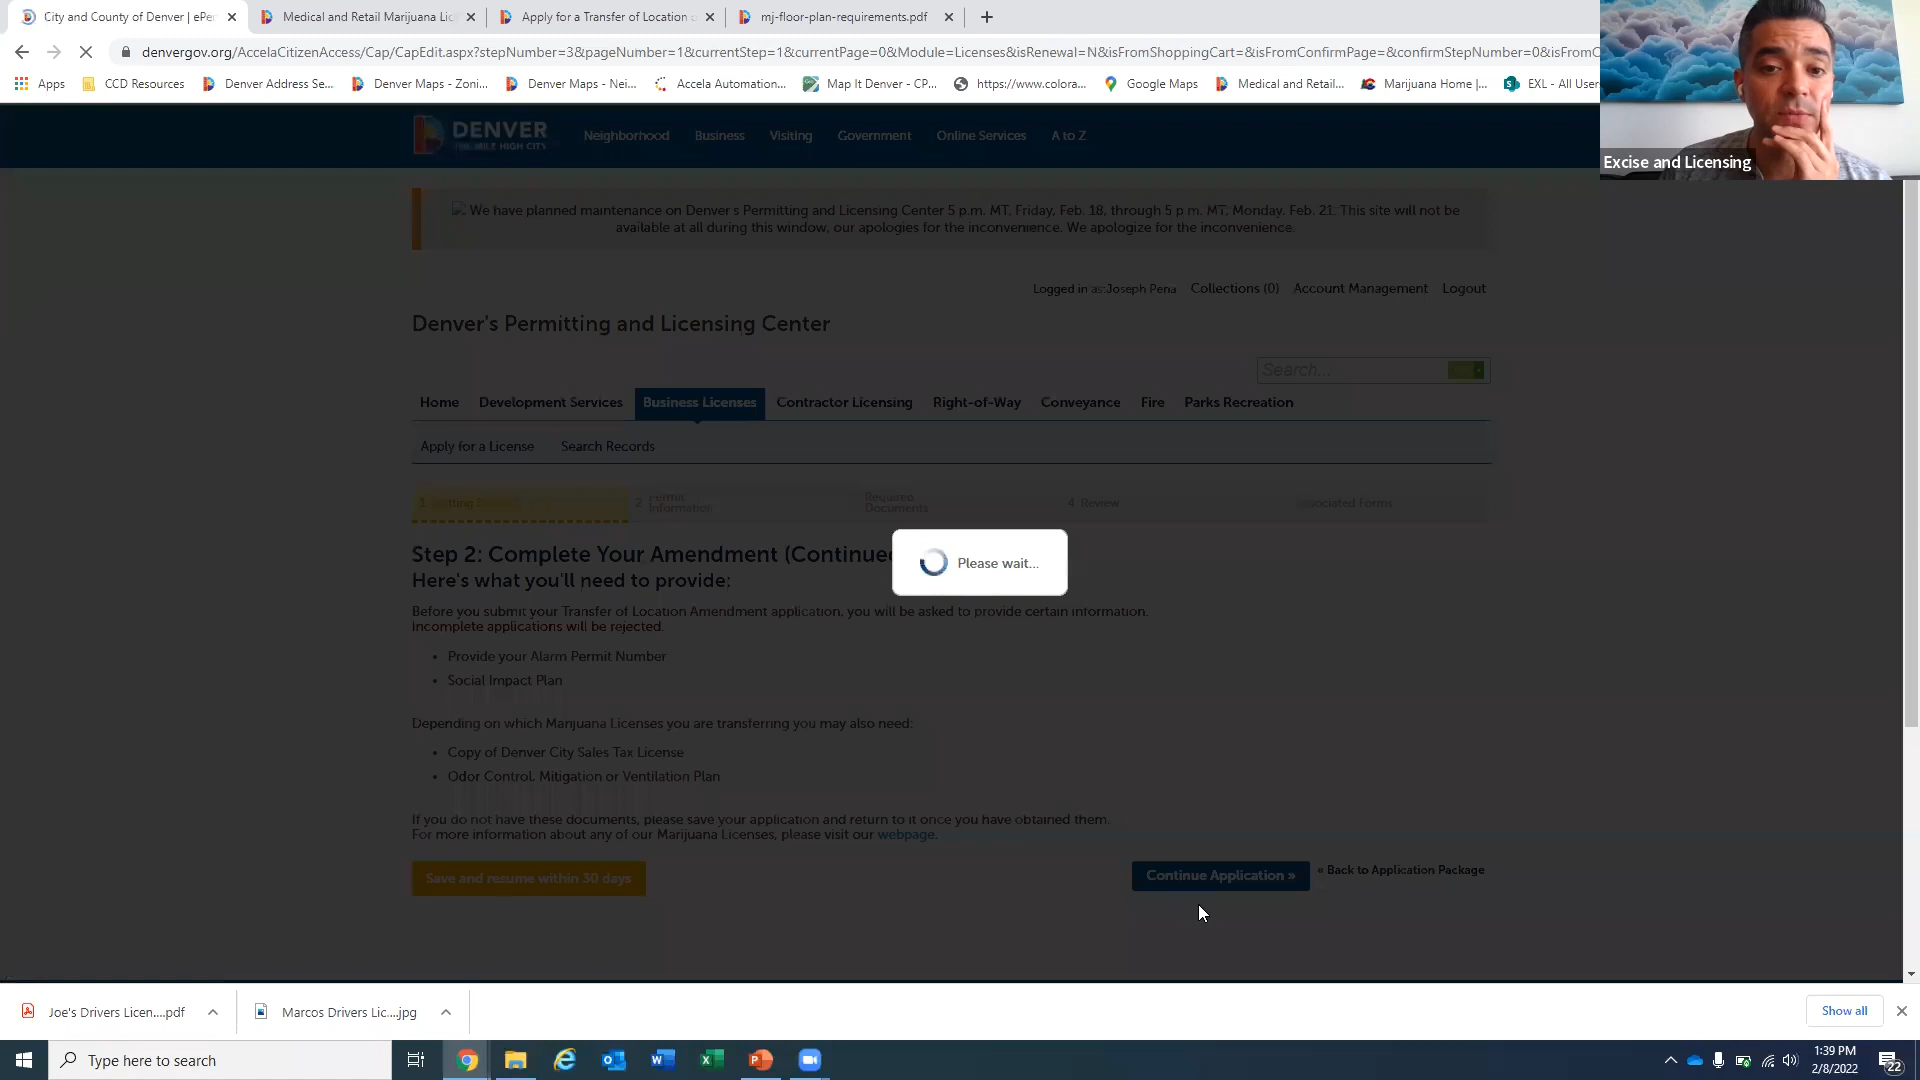 City and County of Denver | ePer
Medical and Retail Marijuana Lic
Apply for a Transfer of Location
mj-floor-plan-requirements.pdf
denvergov.org/AccelaCitizenAccess/Cap/CapEdit.aspx?stepNumber=3&pageNumber=1&currentStep=1&currentPage=0&Module=Licenses&isRenewal=N&isFromShoppingCart=&isFromConfirmPage=&confirmStepNumber=0&isFromC
Apps CCD Resources Denver Address Se... Denver Maps - Zoni... Denver Maps - Nei... Accela Automation... Map It Denver - CP... https://www.colora... Google Maps Medical and Retail... Marijuana Home |... EXL - All User
Excise and Licensing
DENVER
THE MILE HIGH CITY
Neighborhood Business Visiting Government Online Services A to Z
We have planned maintenance on Denver s Permitting and Licensing Center 5 p.m. MT, Friday, Feb. 18, through 5 p.m. MT, Monday, Feb. 21. This site will not be
available at all during this window, our apologies for the inconvenience. We apologize for the inconvenience.
Logged in as:Joseph Pena Collections (0) Account Management Logout
Denver's Permitting and Licensing Center
Search...
Home Development Services Business Licenses Contractor Licensing Right-of-Way Conveyance Fire Parks Recreation
Apply for a License Search Records
1
2 Permit
Information
Required
Documents
4 Review
Associated Forms
Step 2: Complete Your Amendment (Continued
Here's what you'll need to provide:
Please wait...
Before you submit your Transfer of Location Amendment application, you will be asked to provide certain information.
Incomplete applications will be rejected.
• Provide your Alarm Permit Number
• Social Impact Plan
Depending on which Marijuana Licenses you are transferring you may also need:
• Copy of Denver City Sales Tax License
• Odor Control, Mitigation or Ventilation Plan
If you do not have these documents, please save your application and return to it once you have obtained them.
For more information about any of our Marijuana Licenses, please visit our webpage.
Save and resume within 30 days
Continue Application »
« Back to Application Package
Joe's Drivers Licen....pdf
Marcos Drivers Lic....jpg
Show all
Type here to search
1:39 PM
2/8/2022
22